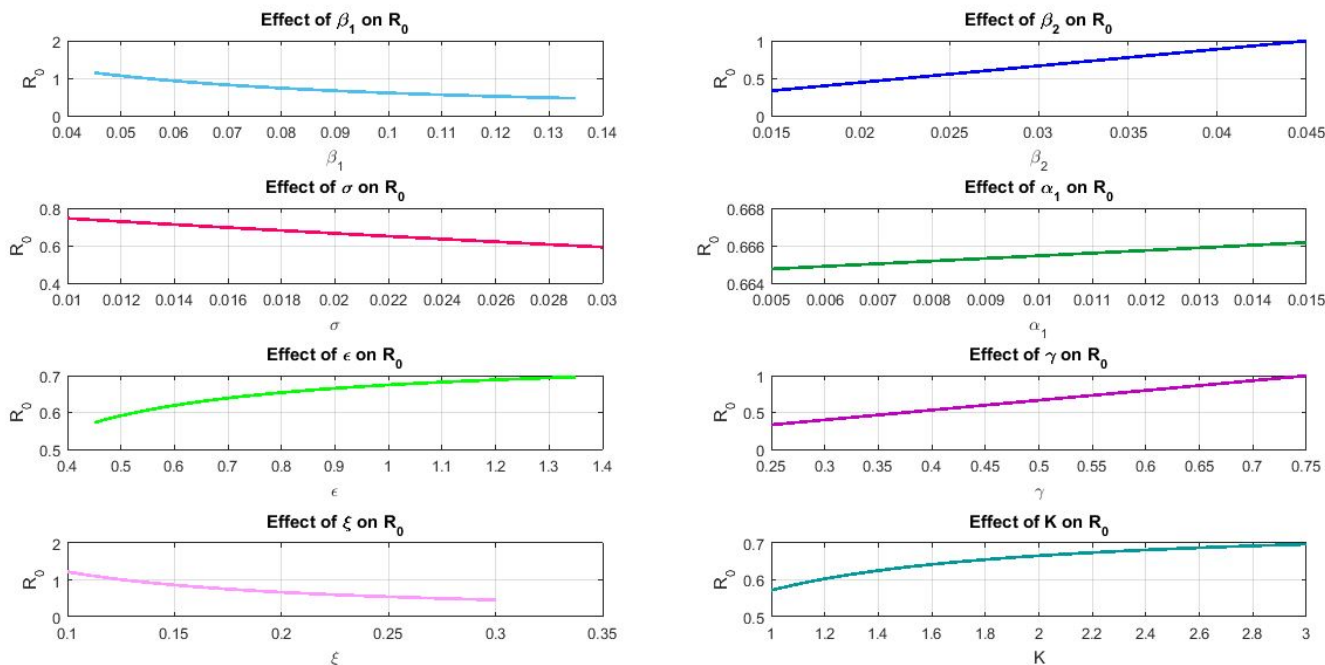 Effect of β₁ on R₀
R₀
2
1
0
0.04 0.05 0.06 0.07 0.08 0.09 0.1 0.11 0.12 0.13 0.14
β₁
Effect of β₂ on R₀
R₀
1
0.5
0
0.015 0.02 0.025 0.03 0.035 0.04 0.045
β₂
Effect of σ on R₀
R₀
0.8
0.6
0.4
0.01 0.012 0.014 0.016 0.018 0.02 0.022 0.024 0.026 0.028 0.03
σ
Effect of α₁ on R₀
R₀
0.668
0.666
0.664
0.005 0.006 0.007 0.008 0.009 0.01 0.011 0.012 0.013 0.014 0.015
α₁
Effect of ϵ on R₀
R₀
0.7
0.6
0.5
0.4 0.5 0.6 0.7 0.8 0.9 1 1.1 1.2 1.3 1.4
ϵ
Effect of γ on R₀
R₀
1
0.5
0
0.25 0.3 0.35 0.4 0.45 0.5 0.55 0.6 0.65 0.7 0.75
γ
Effect of ξ on R₀
R₀
2
1
0
0.1 0.15 0.2 0.25 0.3 0.35
ξ
Effect of K on R₀
R₀
0.7
0.6
0.5
1 1.2 1.4 1.6 1.8 2 2.2 2.4 2.6 2.8 3
K